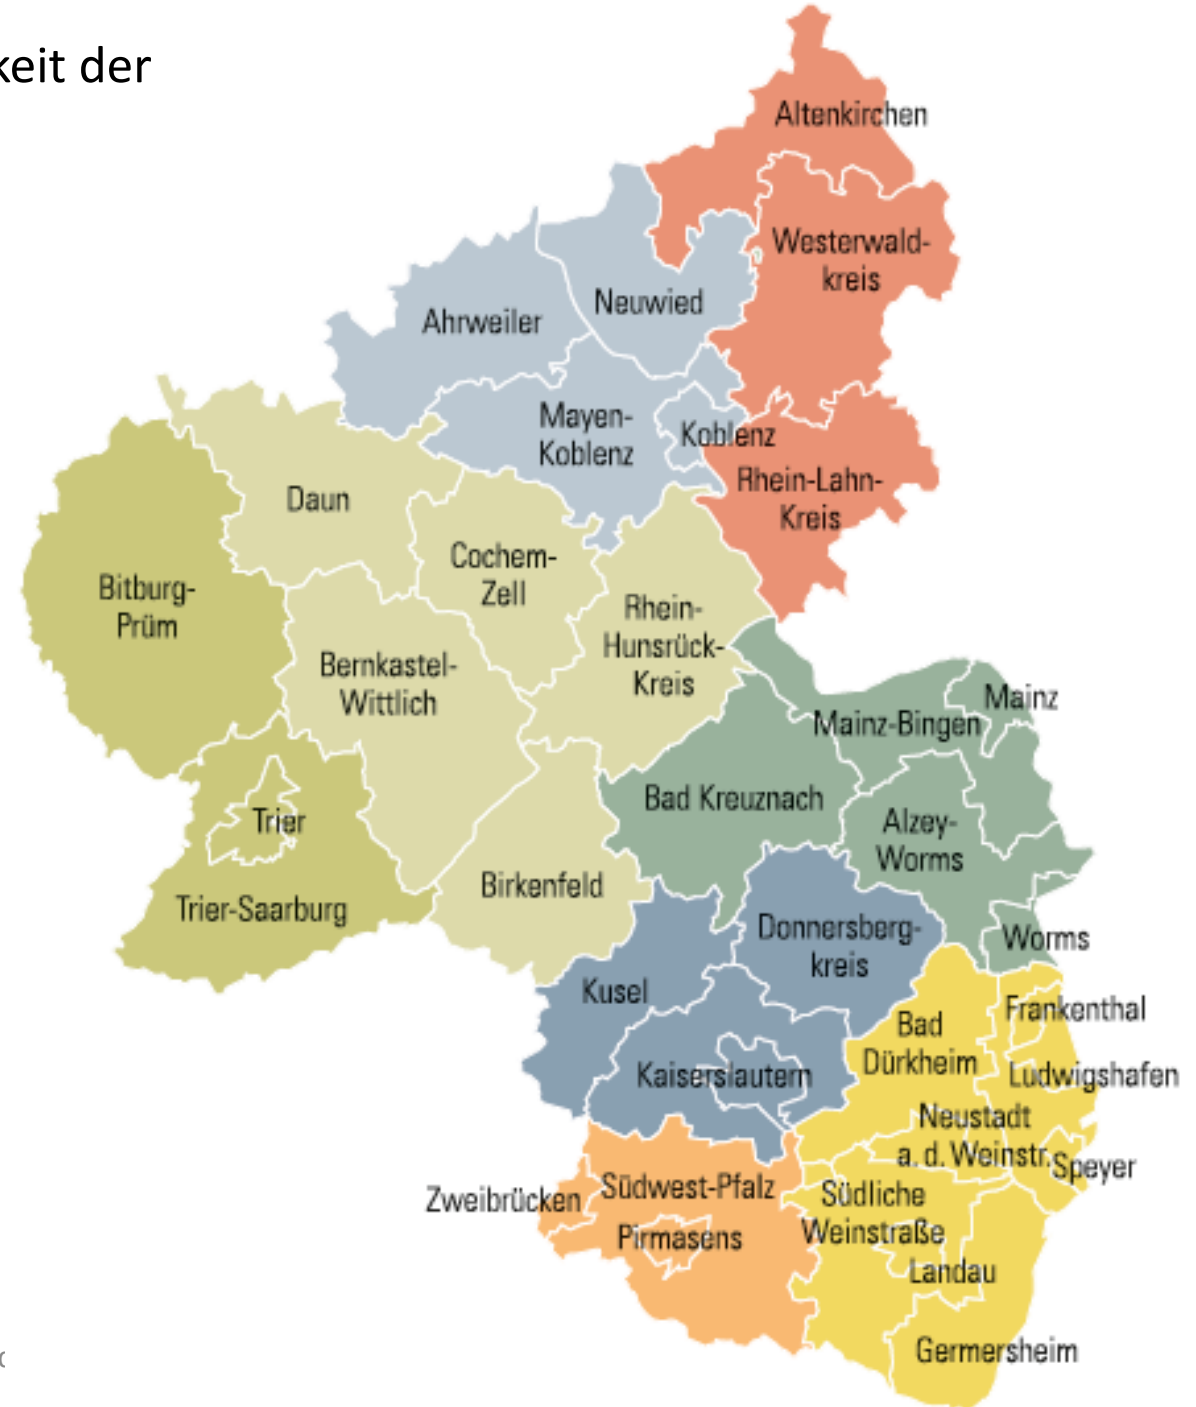 keit der
Altenkirchen
Westerwald-
kreis
Neuwied
Ahrweiler
Mayen-
Koblenz
Koblenz
Rhein-Lahn-
Kreis
Daun
Cochem-
Zell
Bitburg-
Prüm
Rhein-
Hunsrück-
Kreis
Bernkastel-
Wittlich
Mainz
Mainz-Bingen
Bad Kreuznach
Alzey-
Worms
Trier
Birkenfeld
Trier-Saarburg
Donnersberg-
kreis
Worms
Kusel
Frankenthal
Bad
Dürkheim
Kaiserslautern
Ludwigshafen
Neustadt
a. d. Weinstr.
Speyer
Südwest-Pfalz
Zweibrücken
Südliche
Weinstraße
Pirmasens
Landau
Germersheim